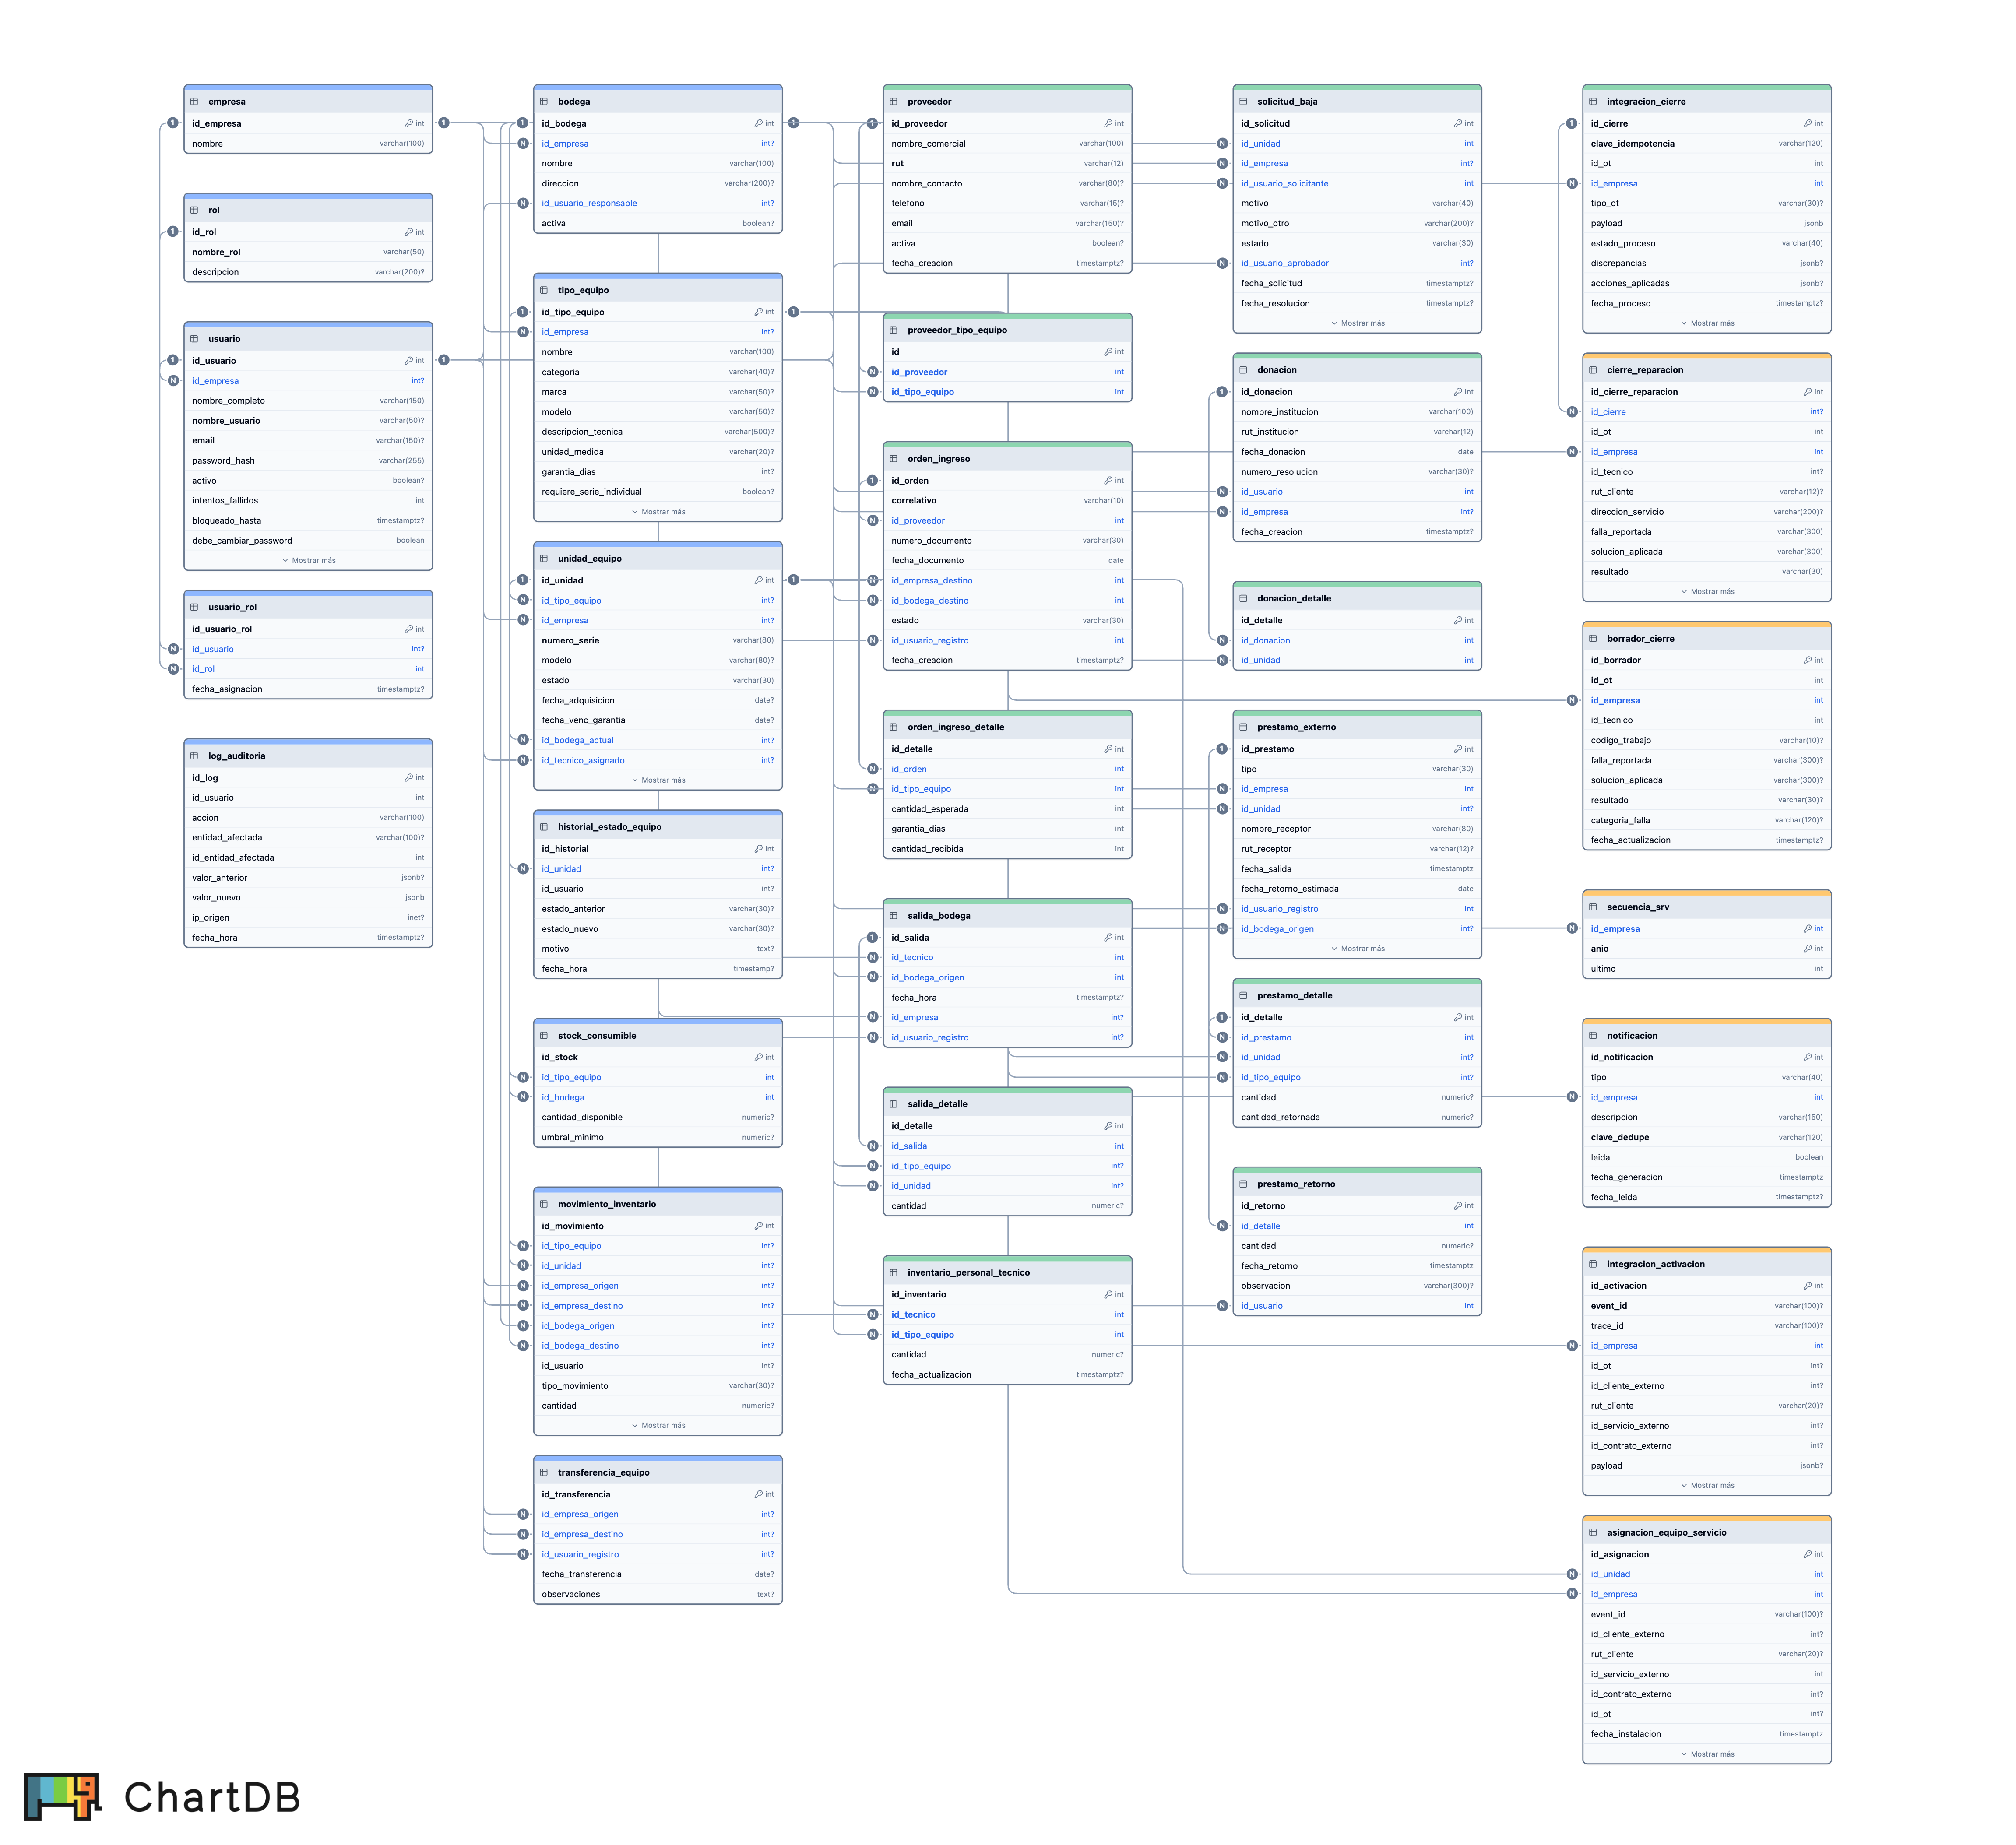 empresa
id_empresa int
nombre varchar(100)
rol
id_rol int
nombre_rol varchar(50)
descripcion varchar(200)?
usuario
id_usuario int
id_empresa int?
nombre_completo varchar(150)
nombre_usuario varchar(50)?
email varchar(150)?
password_hash varchar(255)
activo boolean?
intentos_fallidos int
bloqueado_hasta timestamptz?
debe_cambiar_password boolean
Mostrar más
usuario_rol
id_usuario_rol int
id_usuario int?
id_rol int
fecha_asignacion timestamptz?
log_auditoria
id_log int
id_usuario int
accion varchar(100)
entidad_afectada varchar(100)?
id_entidad_afectada int
valor_anterior jsonb?
valor_nuevo jsonb
ip_origen inet?
fecha_hora timestamptz?
bodega
id_bodega int
id_empresa int?
nombre varchar(100)
direccion varchar(200)?
id_usuario_responsable int?
activa boolean?
tipo_equipo
id_tipo_equipo int
id_empresa int?
nombre varchar(100)
categoria varchar(40)?
marca varchar(50)?
modelo varchar(50)?
descripcion_tecnica varchar(500)?
unidad_medida varchar(20)?
garantia_dias int?
requiere_serie_individual boolean?
Mostrar más
unidad_equipo
id_unidad int
id_tipo_equipo int?
id_empresa int?
numero_serie varchar(80)
modelo varchar(80)?
estado varchar(30)
fecha_adquisicion date?
fecha_venc_garantia date?
id_bodega_actual int?
id_tecnico_asignado int?
Mostrar más
historial_estado_equipo
id_historial int
id_unidad int?
id_usuario int?
estado_anterior varchar(30)?
estado_nuevo varchar(30)?
motivo text?
fecha_hora timestamp?
stock_consumible
id_stock int
id_tipo_equipo int
id_bodega int
cantidad_disponible numeric?
umbral_minimo numeric?
movimiento_inventario
id_movimiento int
id_tipo_equipo int?
id_unidad int?
id_empresa_origen int?
id_empresa_destino int?
id_bodega_origen int?
id_bodega_destino int?
id_usuario int?
tipo_movimiento varchar(30)?
cantidad numeric?
Mostrar más
transferencia_equipo
id_transferencia int
id_empresa_origen int?
id_empresa_destino int?
id_usuario_registro int?
fecha_transferencia date?
observaciones text?
proveedor
id_proveedor int
nombre_comercial varchar(100)
rut varchar(12)
nombre_contacto varchar(80)?
telefono varchar(15)?
email varchar(150)?
activa boolean?
fecha_creacion timestamptz?
proveedor_tipo_equipo
id int
id_proveedor int
id_tipo_equipo int
orden_ingreso
id_orden int
correlativo varchar(10)
id_proveedor int
numero_documento varchar(30)
fecha_documento date
id_empresa_destino int
id_bodega_destino int
estado varchar(30)
id_usuario_registro int
fecha_creacion timestamptz?
orden_ingreso_detalle
id_detalle int
id_orden int
id_tipo_equipo int
cantidad_esperada int
garantia_dias int
cantidad_recibida int
salida_bodega
id_salida int
id_tecnico int
id_bodega_origen int
fecha_hora timestamptz?
id_empresa int?
id_usuario_registro int?
salida_detalle
id_detalle int
id_salida int
id_tipo_equipo int?
id_unidad int?
cantidad numeric?
inventario_personal_tecnico
id_inventario int
id_tecnico int
id_tipo_equipo int
cantidad numeric?
fecha_actualizacion timestamptz?
solicitud_baja
id_solicitud int
id_unidad int
id_empresa int?
id_usuario_solicitante int
motivo varchar(40)
motivo_otro varchar(200)?
estado varchar(30)
id_usuario_aprobador int?
fecha_solicitud timestamptz?
fecha_resolucion timestamptz?
Mostrar más
donacion
id_donacion int
nombre_institucion varchar(100)
rut_institucion varchar(12)
fecha_donacion date
numero_resolucion varchar(30)?
id_usuario int
id_empresa int?
fecha_creacion timestamptz?
donacion_detalle
id_detalle int
id_donacion int
id_unidad int
prestamo_externo
id_prestamo int
tipo varchar(30)
id_empresa int
id_unidad int?
nombre_receptor varchar(80)
rut_receptor varchar(12)?
fecha_salida timestamptz
fecha_retorno_estimada date
id_usuario_registro int
id_bodega_origen int?
Mostrar más
prestamo_detalle
id_detalle int
id_prestamo int
id_unidad int?
id_tipo_equipo int?
cantidad numeric?
cantidad_retornada numeric?
prestamo_retorno
id_retorno int
id_detalle int
cantidad numeric?
fecha_retorno timestamptz
observacion varchar(300)?
id_usuario int
integracion_cierre
id_cierre int
clave_idempotencia varchar(120)
id_ot int
id_empresa int
tipo_ot varchar(30)?
payload jsonb
estado_proceso varchar(40)
discrepancias jsonb?
acciones_aplicadas jsonb?
fecha_proceso timestamptz?
Mostrar más
cierre_reparacion
id_cierre_reparacion int
id_cierre int?
id_ot int
id_empresa int
id_tecnico int?
rut_cliente varchar(12)?
direccion_servicio varchar(200)?
falla_reportada varchar(300)
solucion_aplicada varchar(300)
resultado varchar(30)
Mostrar más
borrador_cierre
id_borrador int
id_ot int
id_empresa int
id_tecnico int
codigo_trabajo varchar(10)?
falla_reportada varchar(300)?
solucion_aplicada varchar(300)?
resultado varchar(30)?
categoria_falla varchar(120)?
fecha_actualizacion timestamptz?
secuencia_srv
id_empresa int
anio int
ultimo int
notificacion
id_notificacion int
tipo varchar(40)
id_empresa int
descripcion varchar(150)
clave_dedupe varchar(120)
leida boolean
fecha_generacion timestamptz
fecha_leida timestamptz?
integracion_activacion
id_activacion int
event_id varchar(100)?
trace_id varchar(100)?
id_empresa int
id_ot int?
id_cliente_externo int?
rut_cliente varchar(20)?
id_servicio_externo int?
id_contrato_externo int?
payload jsonb?
Mostrar más
asignacion_equipo_servicio
id_asignacion int
id_unidad int
id_empresa int
event_id varchar(100)?
id_cliente_externo int?
rut_cliente varchar(20)?
id_servicio_externo int
id_contrato_externo int?
id_ot int?
fecha_instalacion timestamptz
Mostrar más
ChartDB